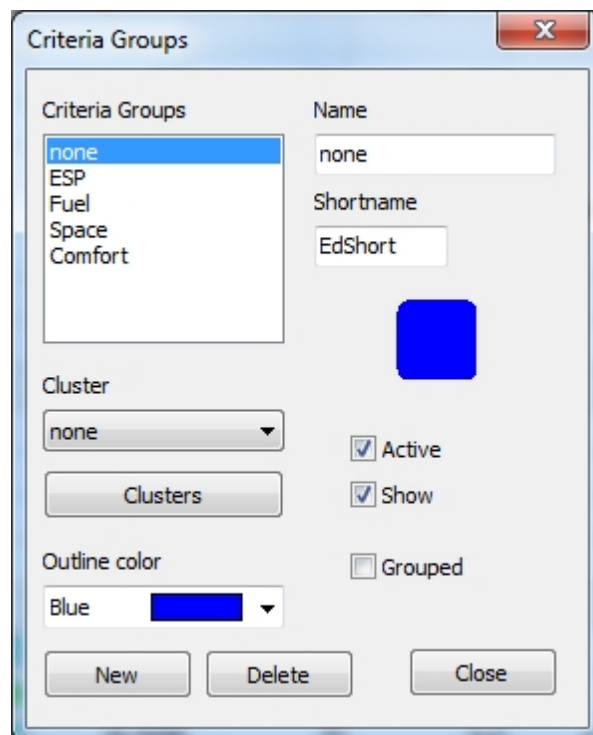 Criteria Groups
Criteria Groups
none
ESP
Fuel
Space
Comfort
Name
none
Shortname
EdShort
Cluster
none
Clusters
Active
Show
Outline color
Blue
Grouped
New
Delete
Close